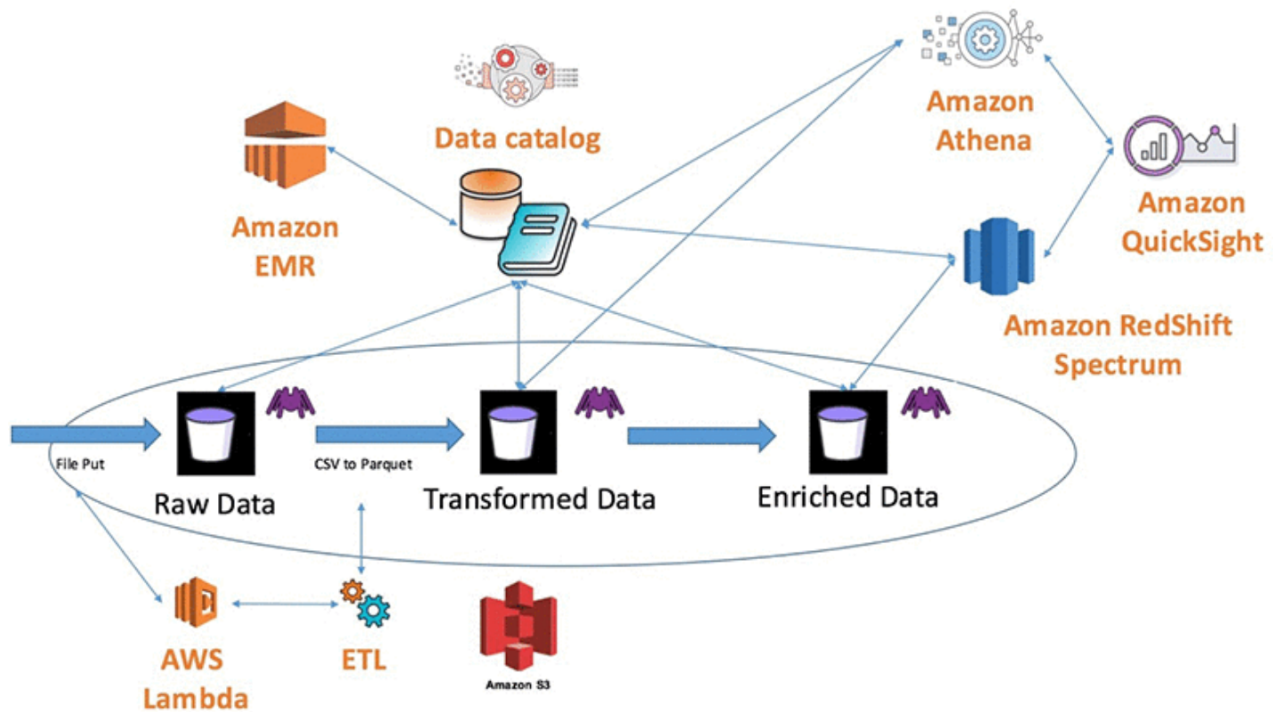 Amazon
Athena
Data catalog
Amazon
EMR
Amazon
QuickSight
Amazon RedShift
Spectrum
File Put
CSV to Parquet
Raw Data
Transformed Data
Enriched Data
AWS
Lambda
ETL
Amazon S3